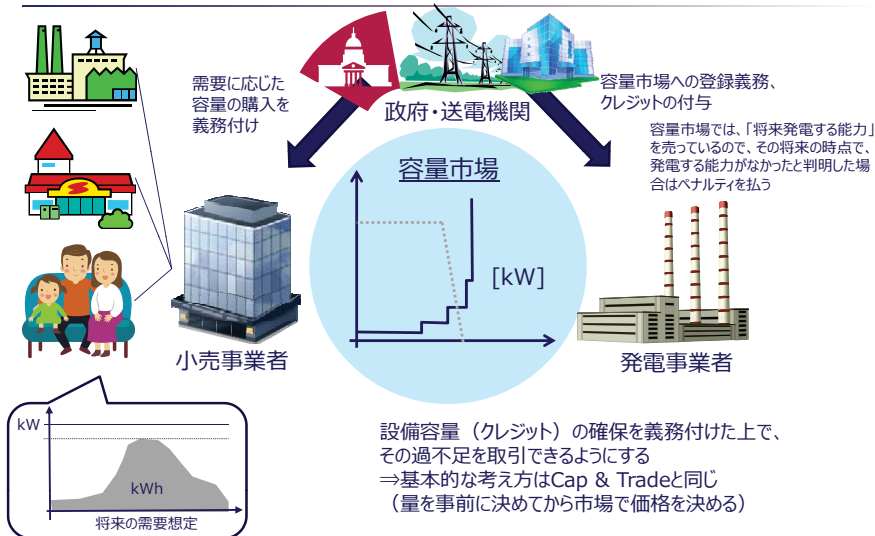 需要に応じた
容量の購入を
義務付け
政府・送電機関
容量市場への登録義務、
クレジットの付与
容量市場では、「将来発電する能力」
を売っているので、その将来の時点で、
発電する能力がなかったと判明した場
合はペナルティを払う
容量市場
[kW]
小売事業者
発電事業者
kW
kWh
将来の需要想定
設備容量（クレジット）の確保を義務付けた上で、
その過不足を取引できるようにする
⇒基本的な考え方はCap & Tradeと同じ
（量を事前に決めてから市場で価格を決める）